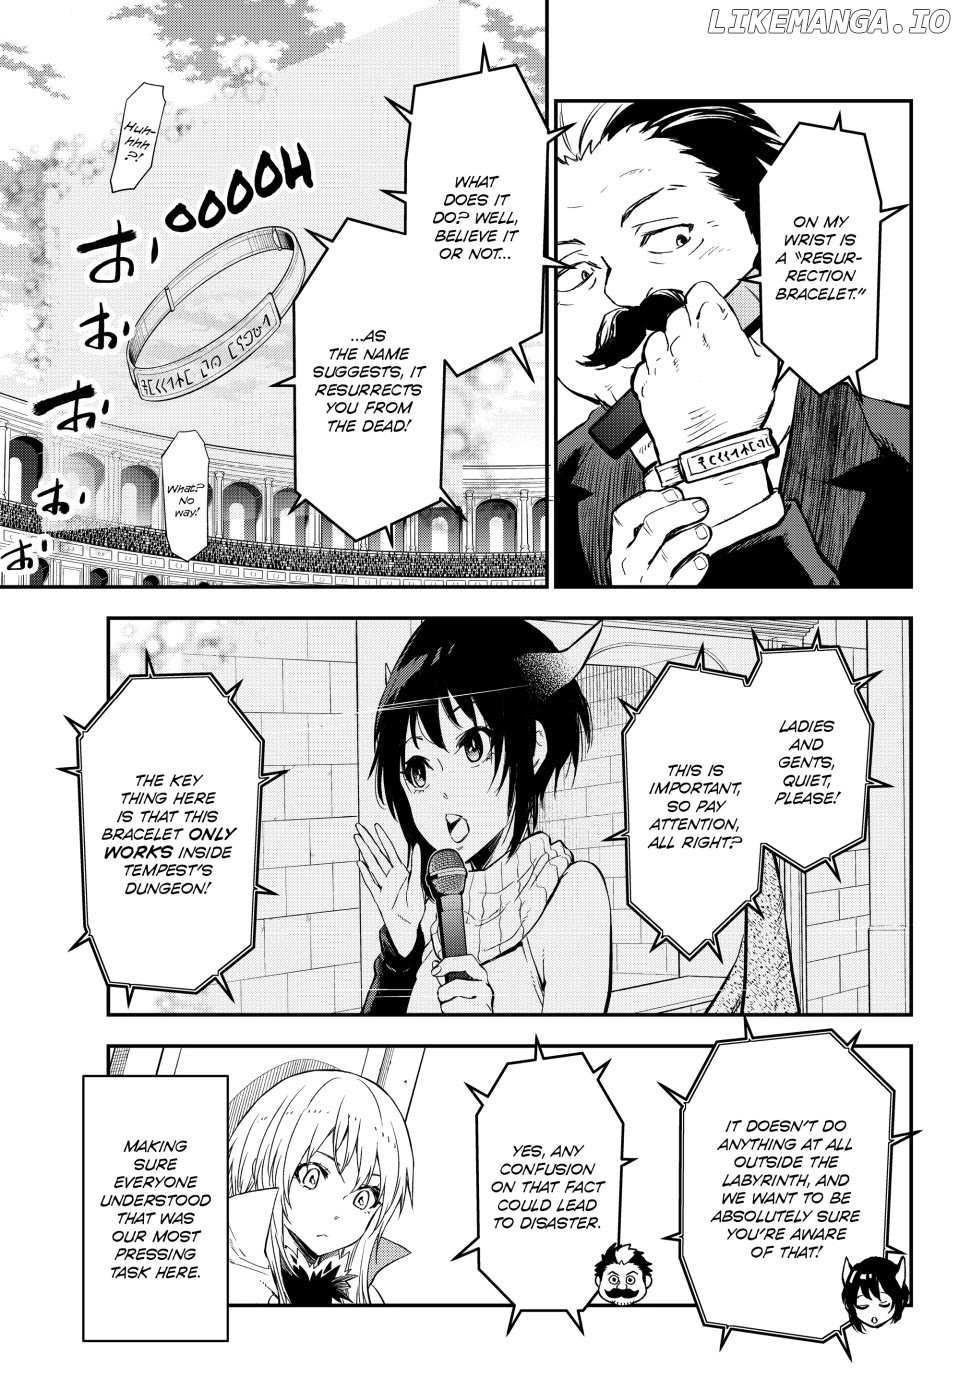 LIKEMANGA.IO
ON MY
WRIST IS
A "RESUR-
RECTION
BRACELET."
WHAT
DOES IT
DO? WELL,
BELIEVE IT
OR NOT...
...AS
THE NAME
SUGGESTS, IT
RESURRECTS
YOU FROM
THE DEAD!
Huh-
hhh
?!
OOOOH
お、
お
お
お
お
What?
No
way!
LADIES
AND
GENTS,
QUIET,
PLEASE!
THIS IS
IMPORTANT,
SO PAY
ATTENTION,
ALL RIGHT?
THE KEY
THING HERE
IS THAT THIS
BRACELET ONLY
WORKS INSIDE
TEMPEST'S
DUNGEON!
IT DOESN'T DO
ANYTHING AT ALL
OUTSIDE THE
LABYRINTH, AND
WE WANT TO BE
ABSOLUTELY SURE
YOU'RE AWARE
OF THAT!
YES, ANY
CONFUSION
ON THAT FACT
COULD LEAD
TO DISASTER.
MAKING
SURE
EVERYONE
UNDERSTOOD
THAT WAS
OUR MOST
PRESSING
TASK HERE.